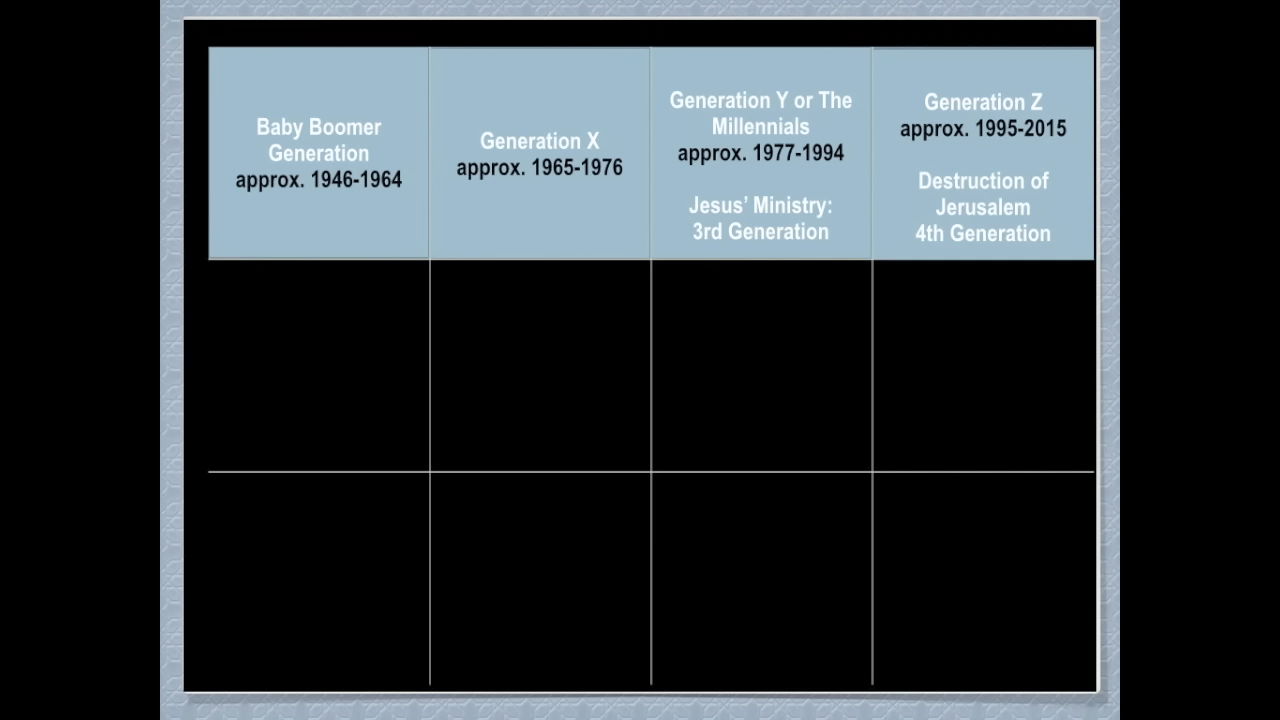 Baby Boomer
Generation
approx. 1946-1964
Generation X
approx. 1965-1976
Generation Y or The
Millennials
approx. 1977-1994
Jesus’ Ministry:
3rd Generation
Generation Z
approx. 1995-2015
Destruction of
Jerusalem
4th Generation